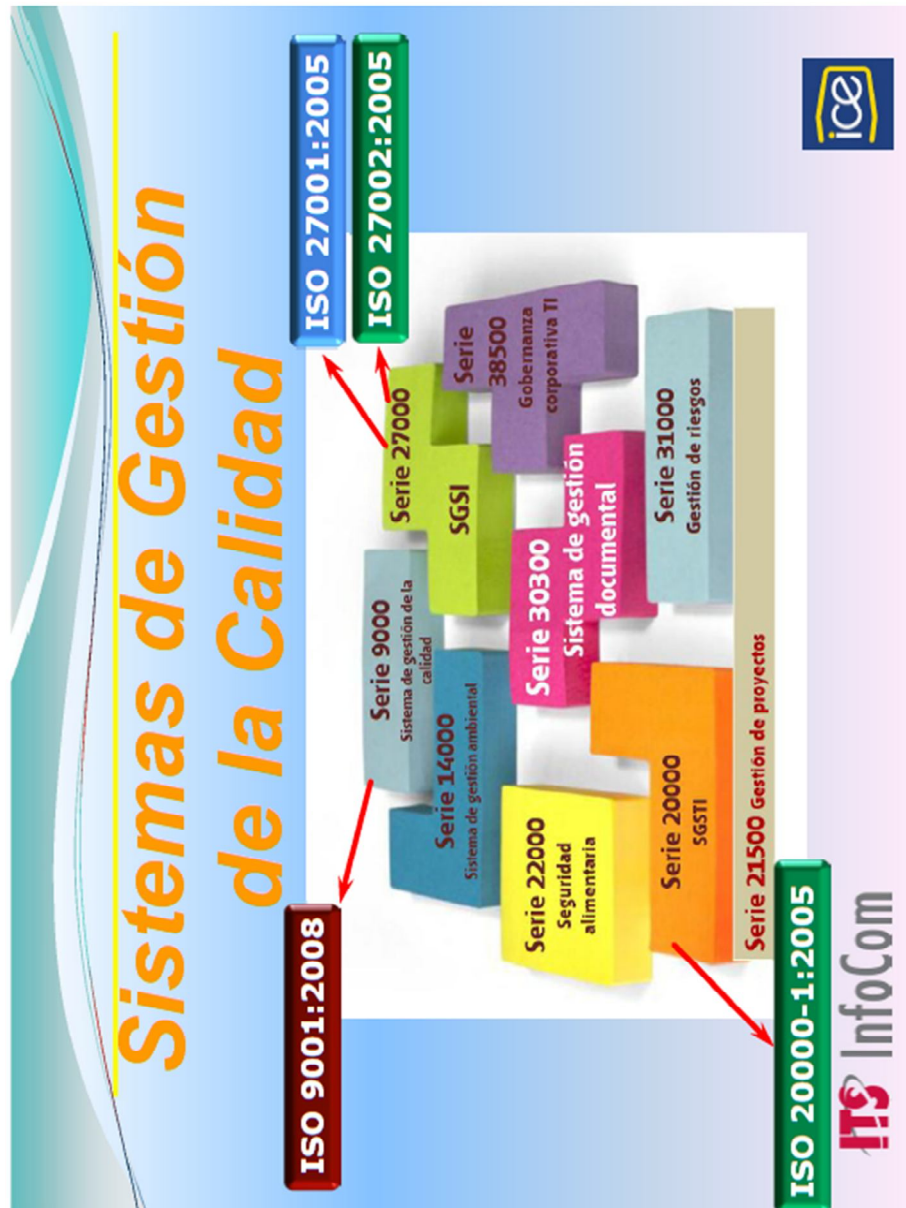 Sistemas de Gestión
de la Calidad
ISO 9001:2008
ISO 27001:2005
ISO 27002:2005
Serie 9000
Sistema de gestión de la
calidad
Serie 27000
SGSI
Serie 14000
Sistema de gestión ambiental
Serie
38500
Gobernanza
corporativa TI
Serie 22000
Seguridad
alimentaria
Serie 30300
Sistema de gestión
documental
Serie 20000
SGSTI
Serie 31000
Gestión de riesgos
Serie 21500 Gestión de proyectos
ISO 20000-1:2005
iTS InfoCom
ice